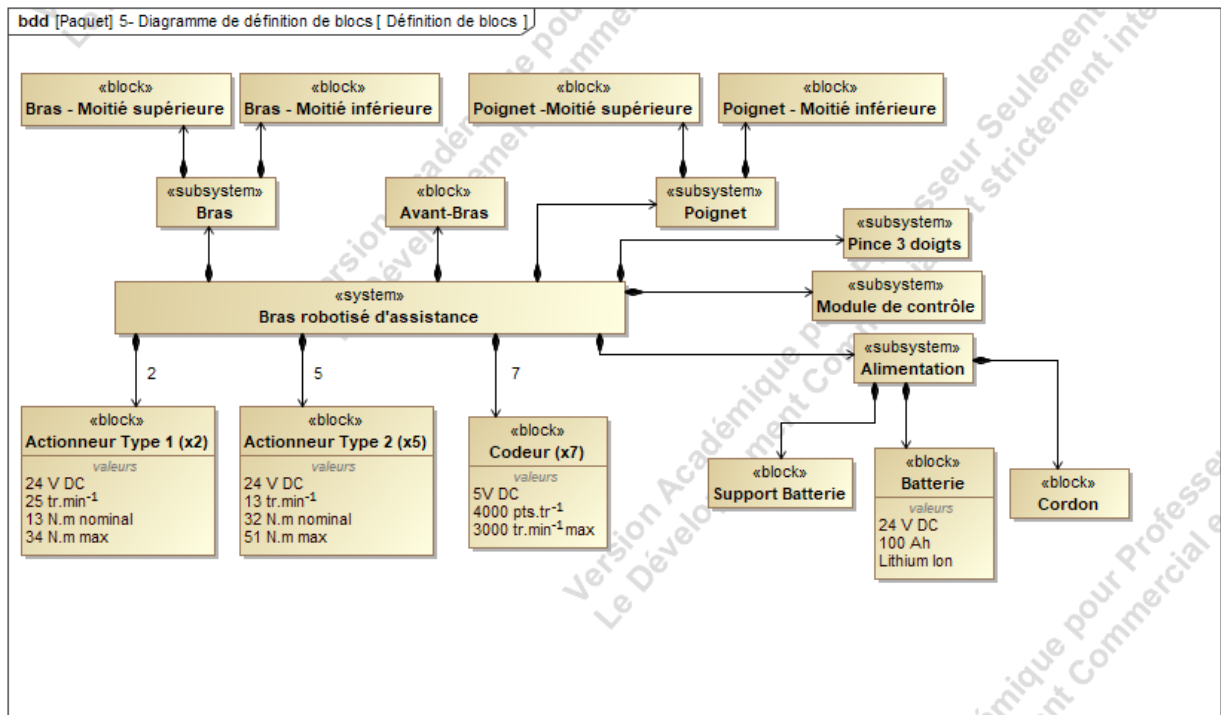 bdd [Paquet] 5- Diagramme de définition de blocs [ Définition de blocs ]
«block»
Bras - Moitié supérieure
«block»
Bras - Moitié inférieure
«block»
Poignet -Moitié supérieure
«block»
Poignet - Moitié inférieure
«subsystem»
Bras
«block»
Avant-Bras
«subsystem»
Poignet
«subsystem»
Pince 3 doigts
«system»
Bras robotisé d'assistance
«subsystem»
Module de contrôle
«subsystem»
Alimentation
2
5
7
«block»
Actionneur Type 1 (x2)
valeurs
24 V DC
25 tr.min⁻¹
13 N.m nominal
34 N.m max
«block»
Actionneur Type 2 (x5)
valeurs
24 V DC
13 tr.min⁻¹
32 N.m nominal
51 N.m max
«block»
Codeur (x7)
valeurs
5V DC
4000 pts.tr⁻¹
3000 tr.min⁻¹ max
«block»
Support Batterie
«block»
Batterie
valeurs
24 V DC
100 Ah
Lithium Ion
«block»
Cordon